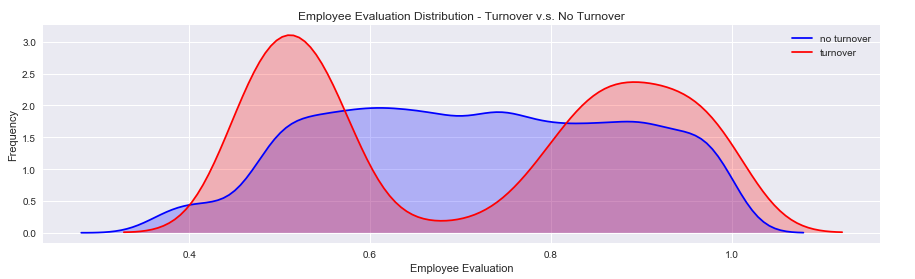 Employee Evaluation Distribution - Turnover v.s. No Turnover
no turnover
turnover
Frequency
3.0
2.5
2.0
1.5
1.0
0.5
0.0
0.4 0.6 0.8 1.0
Employee Evaluation